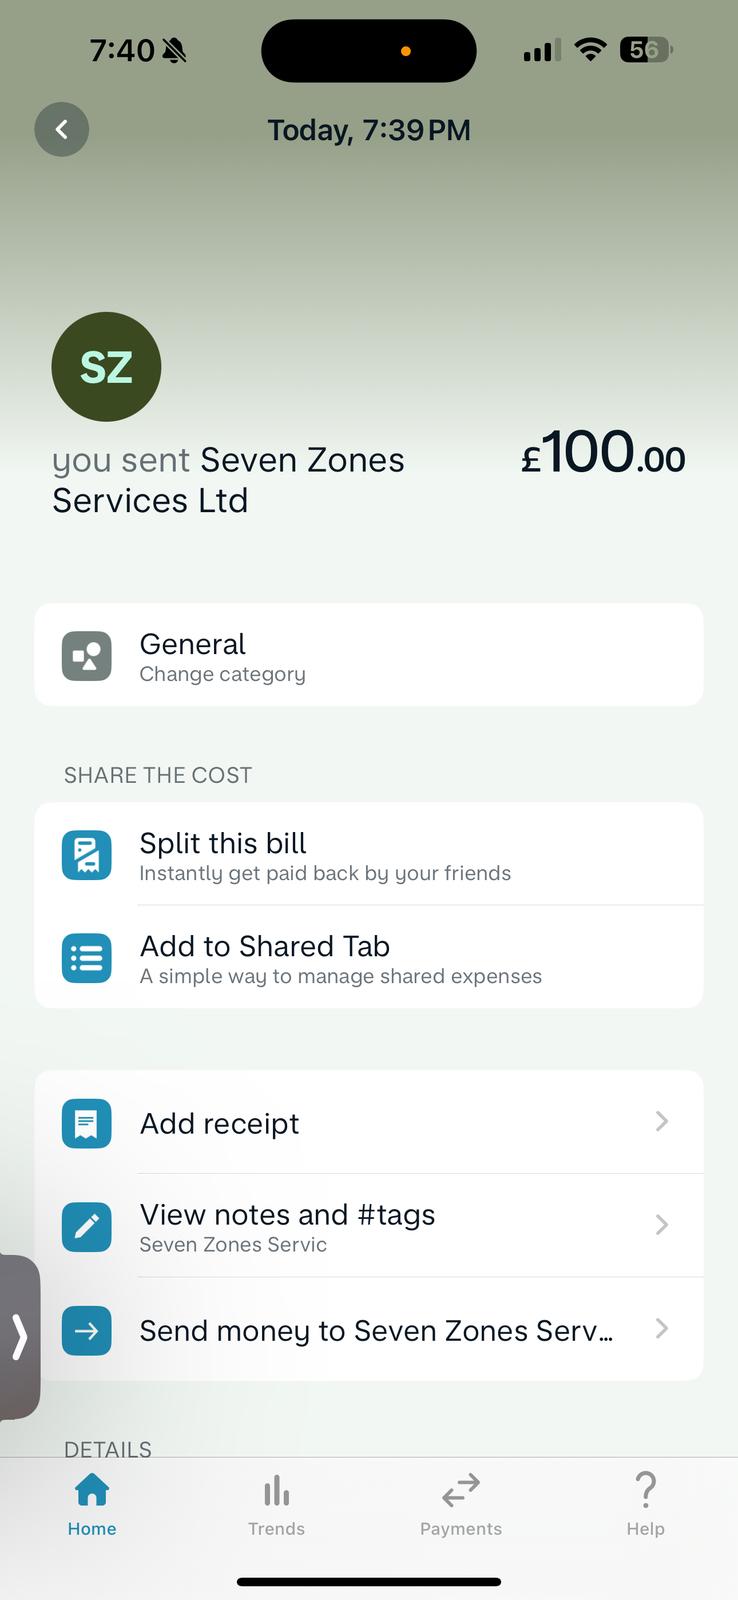 7:40
56
Today, 7:39 PM
SZ
you sent Seven Zones
Services Ltd
£100.00
General
Change category
SHARE THE COST
Split this bill
Instantly get paid back by your friends
Add to Shared Tab
A simple way to manage shared expenses
Add receipt
View notes and #tags
Seven Zones Servic
Send money to Seven Zones Serv...
DETAILS
Home
Trends
Payments
Help